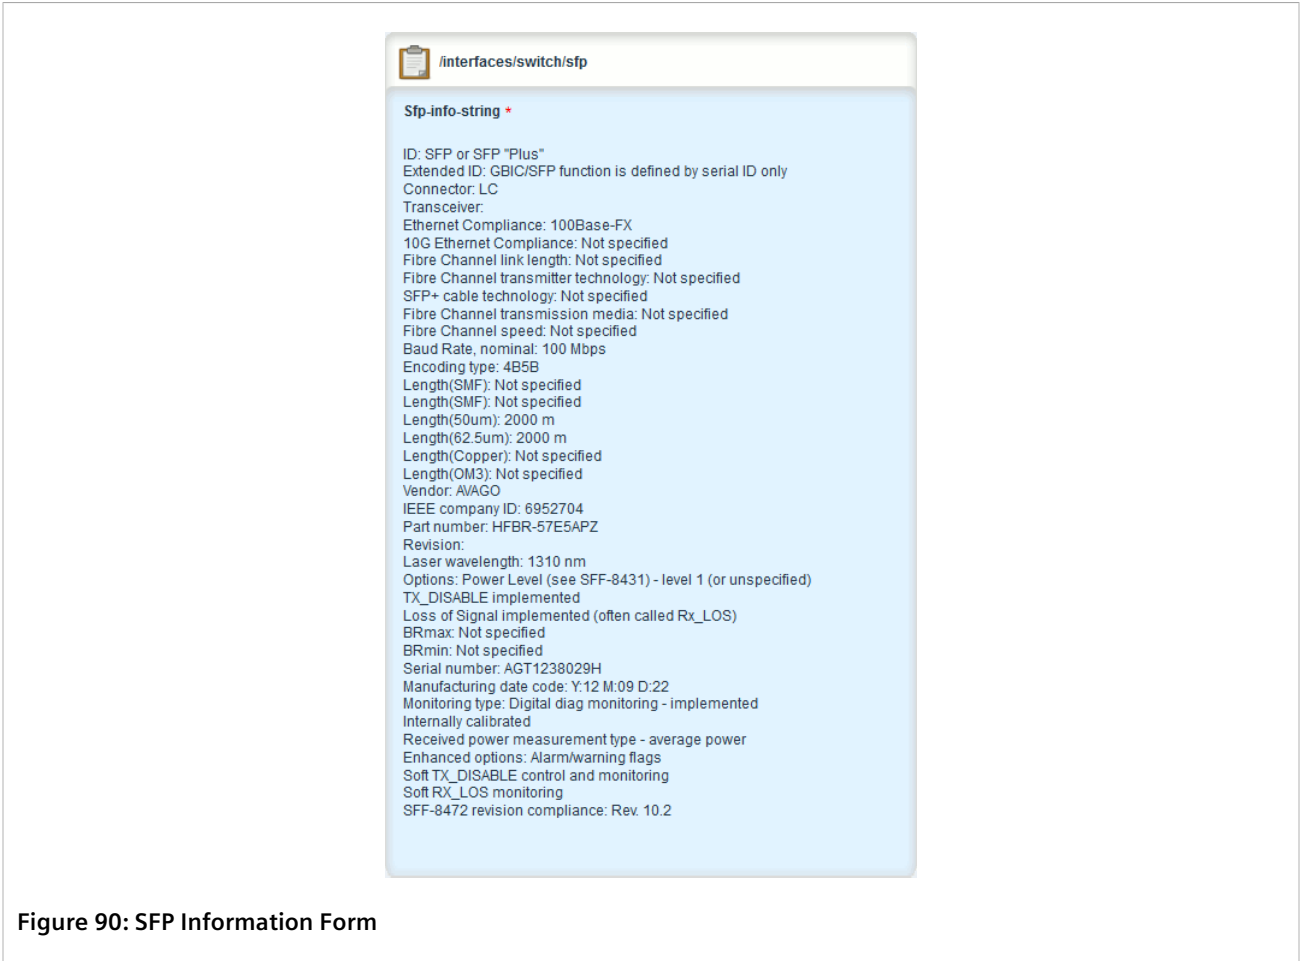 /interfaces/switch/sfp
Sfp-info-string *
ID: SFP or SFP "Plus"
Extended ID: GBIC/SFP function is defined by serial ID only
Connector: LC
Transceiver:
Ethernet Compliance: 100Base-FX
10G Ethernet Compliance: Not specified
Fibre Channel link length: Not specified
Fibre Channel transmitter technology: Not specified
SFP+ cable technology: Not specified
Fibre Channel transmission media: Not specified
Fibre Channel speed: Not specified
Baud Rate, nominal: 100 Mbps
Encoding type: 4B5B
Length(SMF): Not specified
Length(SMF): Not specified
Length(50um): 2000 m
Length(62.5um): 2000 m
Length(Copper): Not specified
Length(OM3): Not specified
Vendor: AVAGO
IEEE company ID: 6952704
Part number: HFBR-57E5APZ
Revision:
Laser wavelength: 1310 nm
Options: Power Level (see SFF-8431) - level 1 (or unspecified)
TX_DISABLE implemented
Loss of Signal implemented (often called Rx_LOS)
BRmax: Not specified
BRmin: Not specified
Serial number: AGT1238029H
Manufacturing date code: Y:12 M:09 D:22
Monitoring type: Digital diag monitoring - implemented
Internally calibrated
Received power measurement type - average power
Enhanced options: Alarm/warning flags
Soft TX_DISABLE control and monitoring
Soft RX_LOS monitoring
SFF-8472 revision compliance: Rev. 10.2
Figure 90: SFP Information Form